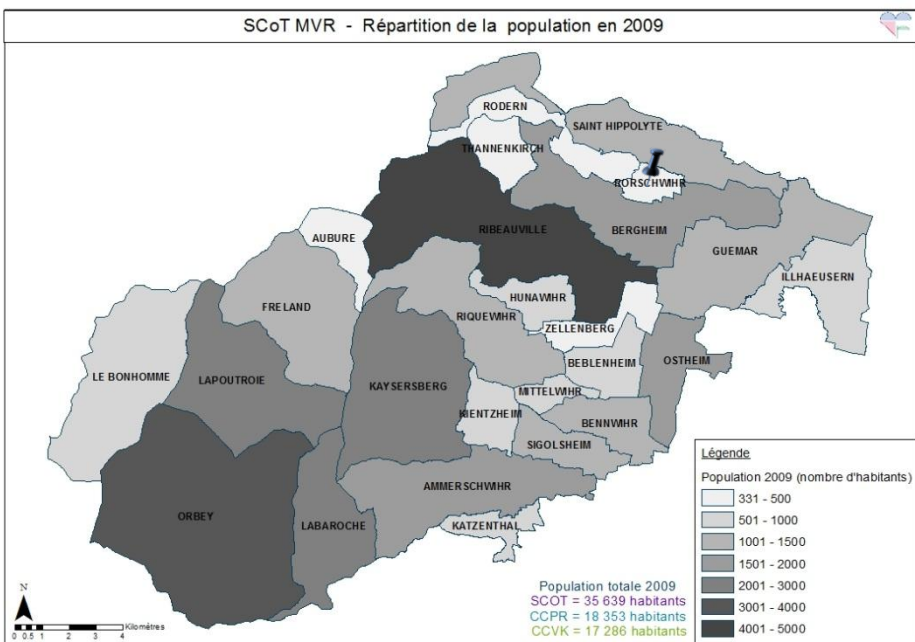 SCoT MVR - Répartition de la population en 2009
RODERN
SAINT HIPPOLYTE
THANNENKIRCH
RORSCHWIHR
RIBEAUVILLE
BERGHEIM
AUBURE
GUEMAR
ILLHAEUSERN
HUNAWIHR
FRELAND
RIQUEWIHR
ZELLENBERG
OSTHEIM
BEBLENHEIM
LE BONHOMME
LAPOUTROIE
KAYSERSBERG
MITTELWIHR
KIENTZHEIM
BENNWIHR
SIGOLSHEIM
AMMERSCHWIHR
ORBEY
LABAROCHE
KATZENTHAL
Légende
Population 2009 (nombre d'habitants)
331 - 500
501 - 1000
1001 - 1500
1501 - 2000
2001 - 3000
3001 - 4000
4001 - 5000
Population totale 2009
SCOT = 35 639 habitants
CCPR = 18 353 habitants
CCVK = 17 286 habitants
N
0 0.5 1 2 3 4 Kilomètres